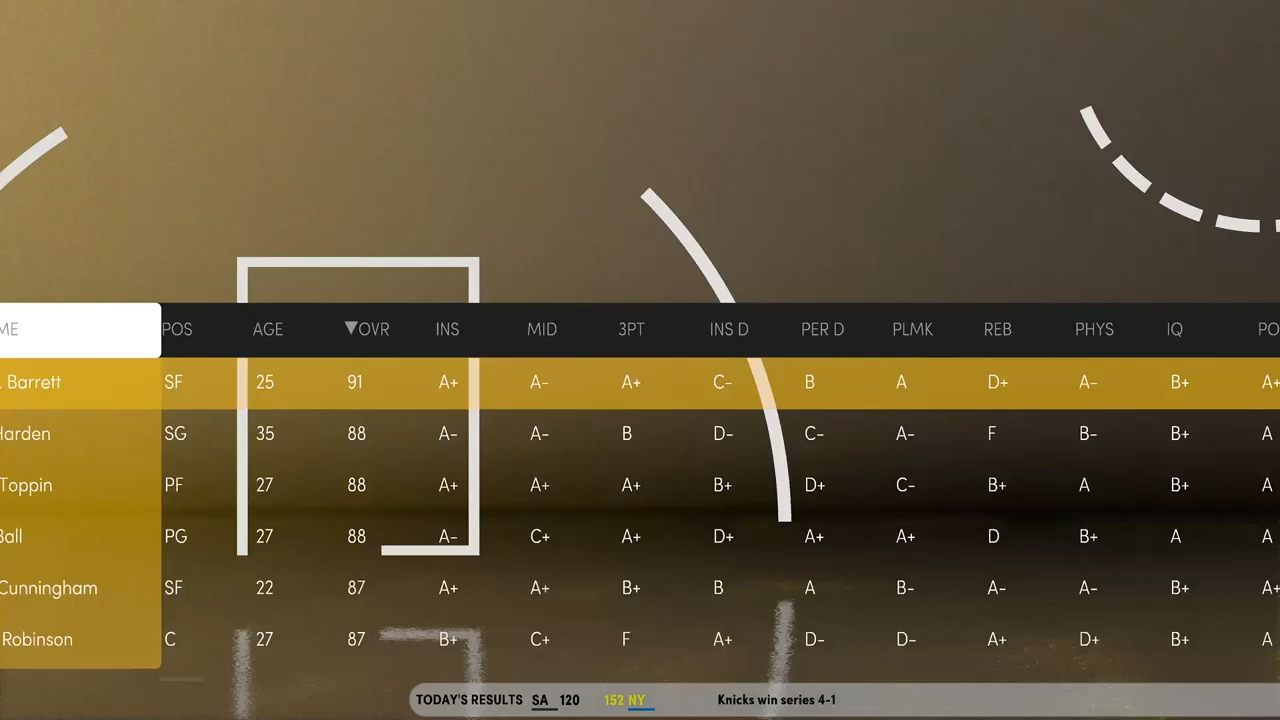 ME POS AGE ▼OVR INS MID 3PT INS D PER D PLMK REB PHYS IQ PO
. Barrett SF 25 91 A+ A- A+ C- B A D+ A- B+ A+
Harden SG 35 88 A- A- B D- C- A- F B- B+ A
Toppin PF 27 88 A+ A+ A+ B+ D+ C- B+ A B+ A
Ball PG 27 88 A- C+ A+ D+ A+ A+ D B+ A A
Cunningham SF 22 87 A+ A+ B+ B A B- A- A- B+ A+
Robinson C 27 87 B+ C+ F A+ D- D- A+ D+ B+ A
TODAY'S RESULTS SA 120 152 NY Knicks win series 4-1